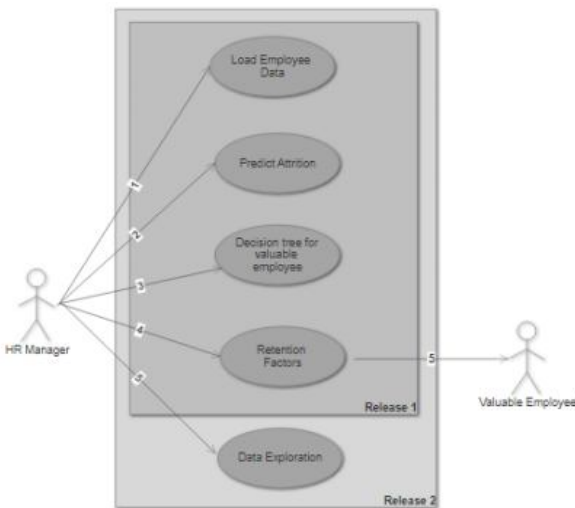 Load Employee
Data
1
Predict Attrition
2
Decision tree for
valuable
employee
3
HR Manager
4
Retention
Factors
5
Valuable Employee
5
Release 1
Data Exploration
Release 2